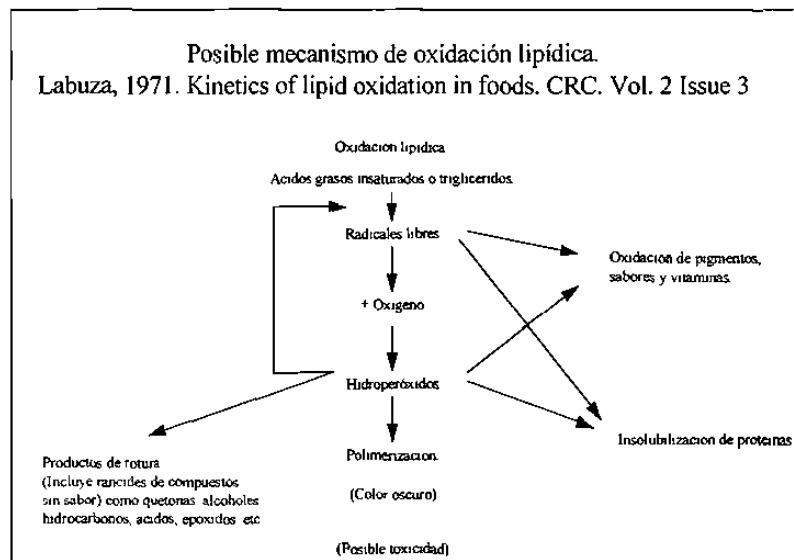 Posible mecanismo de oxidación lipídica.
Labuza, 1971. Kinetics of lipid oxidation in foods. CRC. Vol. 2 Issue 3
Oxidacion lipidica
Acidos grasos insaturados o trigliceridos
Radicales libres
Oxidacion de pigmentos,
sabores y vitaminas
+ Oxigeno
Hidroperóxidos
Insolubilizacion de proteinas
Polimerizacion
Productos de rotura
(Incluye rancides de compuestos
sin sabor) como quetonas alcoholes
hidrocarbonos, acidos, epoxidos etc
(Color oscuro)
(Posible toxicidad)